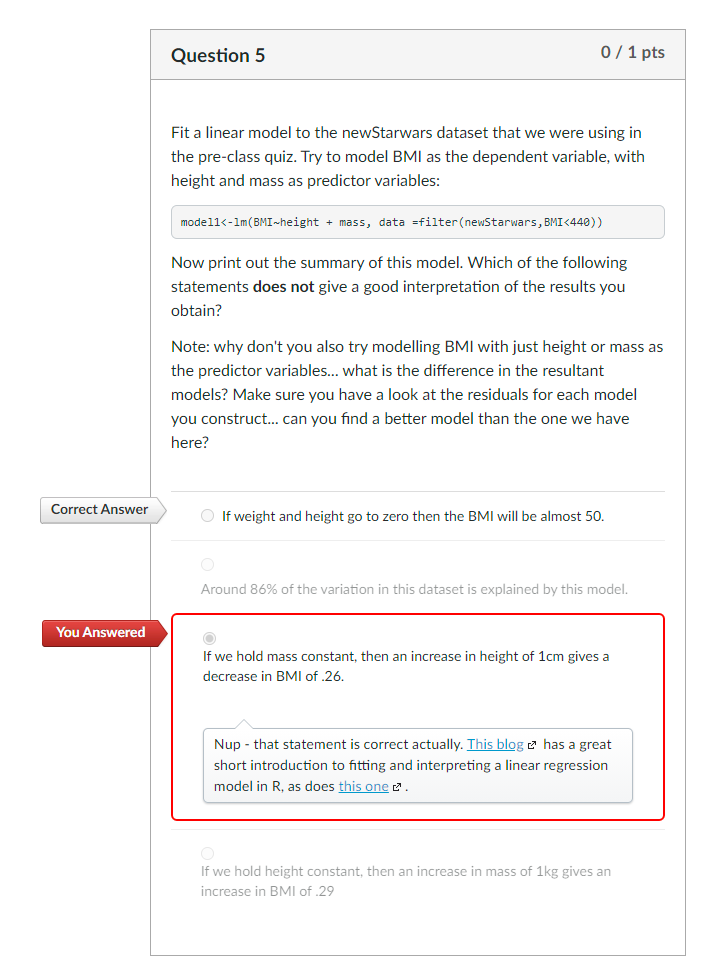 Question 5
0 / 1 pts
Fit a linear model to the newStarwars dataset that we were using in
the pre-class quiz. Try to model BMI as the dependent variable, with
height and mass as predictor variables:
model1<-lm(BMI~height + mass, data =filter(newStarwars,BMI<440))
Now print out the summary of this model. Which of the following
statements does not give a good interpretation of the results you
obtain?
Note: why don't you also try modelling BMI with just height or mass as
the predictor variables... what is the difference in the resultant
models? Make sure you have a look at the residuals for each model
you construct... can you find a better model than the one we have
here?
Correct Answer
If weight and height go to zero then the BMI will be almost 50.
Around 86% of the variation in this dataset is explained by this model.
You Answered
If we hold mass constant, then an increase in height of 1cm gives a
decrease in BMI of .26.
Nup - that statement is correct actually. This blog has a great
short introduction to fitting and interpreting a linear regression
model in R, as does this one .
If we hold height constant, then an increase in mass of 1kg gives an
increase in BMI of .29